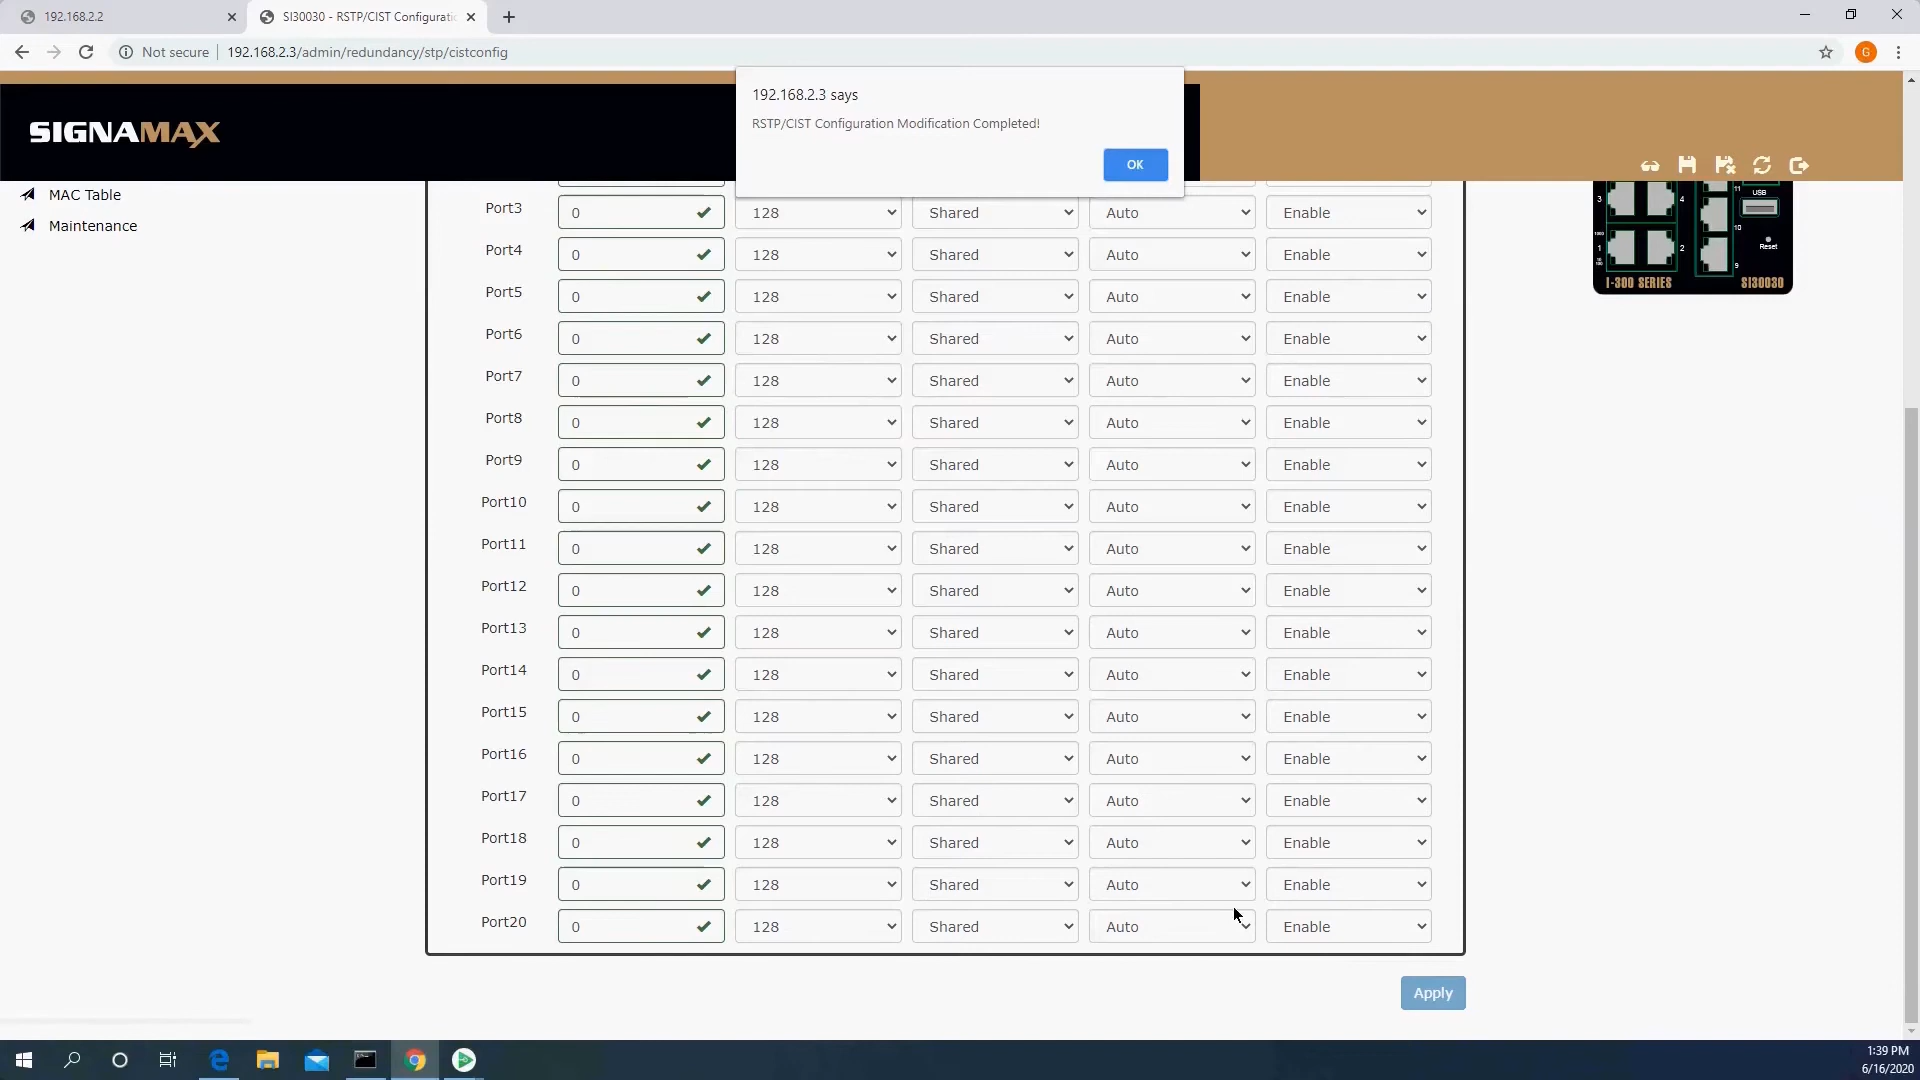 192.168.2.2
SI30030 - RSTP/CIST Configurati
Not secure
192.168.2.3/admin/redundancy/stp/cistconfig
G
192.168.2.3 says
RSTP/CIST Configuration Modification Completed!
OK
SIGNAMAX
MAC Table
Maintenance
Port3 0 128 Shared Auto Enable
Port4 0 128 Shared Auto Enable
Port5 0 128 Shared Auto Enable
Port6 0 128 Shared Auto Enable
Port7 0 128 Shared Auto Enable
Port8 0 128 Shared Auto Enable
Port9 0 128 Shared Auto Enable
Port10 0 128 Shared Auto Enable
Port11 0 128 Shared Auto Enable
Port12 0 128 Shared Auto Enable
Port13 0 128 Shared Auto Enable
Port14 0 128 Shared Auto Enable
Port15 0 128 Shared Auto Enable
Port16 0 128 Shared Auto Enable
Port17 0 128 Shared Auto Enable
Port18 0 128 Shared Auto Enable
Port19 0 128 Shared Auto Enable
Port20 0 128 Shared Auto Enable
11
USB
3
4
10
Reset
1
2
9
I-300 SERIES
SI30030
Apply
1:39 PM
6/16/2020